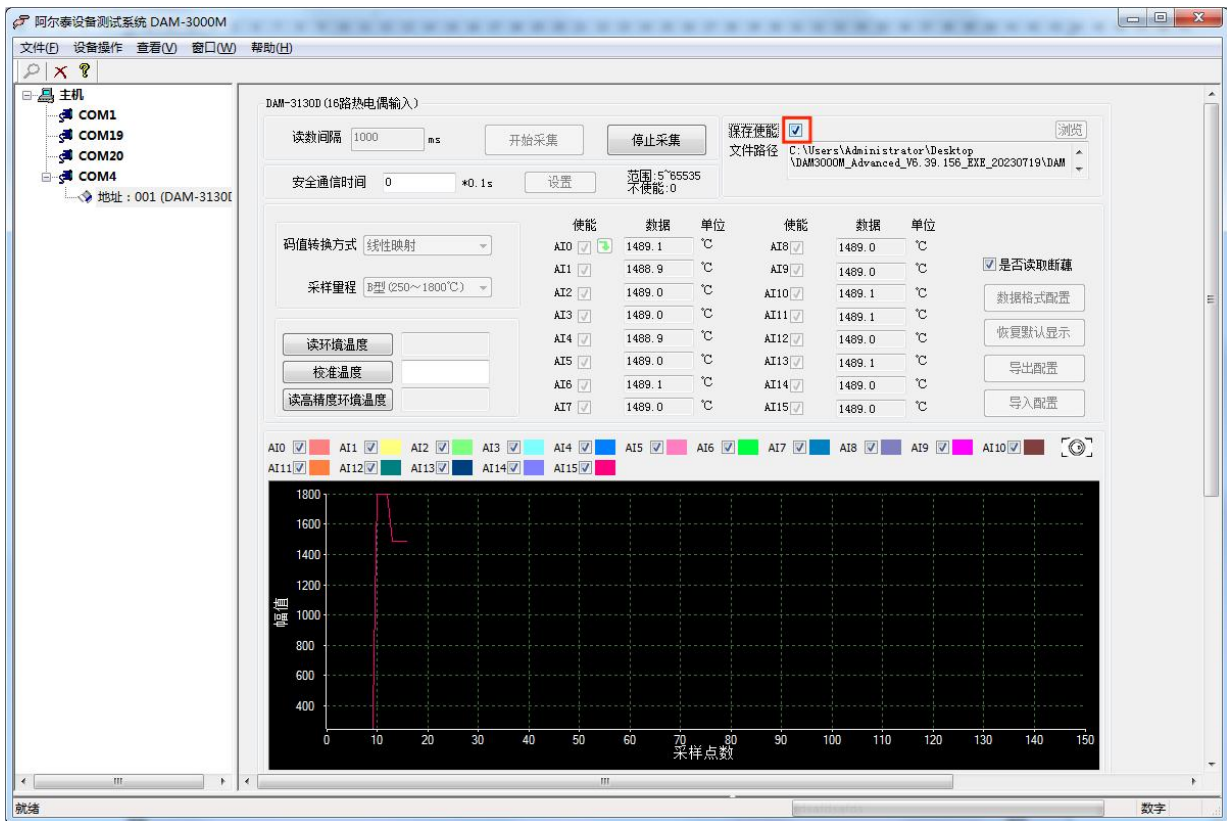 阿尔泰设备测试系统 DAM-3000M
文件(F) 设备操作 查看(V) 窗口(W) 帮助(H)
主机
COM1
COM19
COM20
COM4
地址：001 (DAM-3130D
DAM-3130D(16路热电偶输入)
读数间隔 1000 ms 开始采集 停止采集
安全通信时间 0 *0.1s 设置 范围:5~65535
不使能:0
保存使能 浏览
文件路径 C:\Users\Administrator\Desktop
\DAM3000M_Advanced_V6.39.156_EXE_20230719\DAM
码值转换方式 线性映射
采样量程 B型(250～1800℃)
读环境温度
校准温度
读高精度环境温度
使能 数据 单位 使能 数据 单位
AI0 1489.1 ℃ AI8 1489.0 ℃
AI1 1488.9 ℃ AI9 1489.0 ℃
AI2 1489.0 ℃ AI10 1489.1 ℃
AI3 1489.0 ℃ AI11 1489.1 ℃
AI4 1488.9 ℃ AI12 1489.0 ℃
AI5 1489.0 ℃ AI13 1489.1 ℃
AI6 1489.1 ℃ AI14 1489.0 ℃
AI7 1489.0 ℃ AI15 1489.0 ℃
是否读取断
数据格式配置
恢复默认显示
导出配置
导入配置
AI0 AI1 AI2 AI3 AI4 AI5 AI6 AI7 AI8 AI9 AI10
AI11 AI12 AI13 AI14 AI15
1800
1600
1400
1200
1000
800
600
400
幅值
0 10 20 30 40 50 60 70 80 90 100 110 120 130 140 150
采样点数
就绪 数字